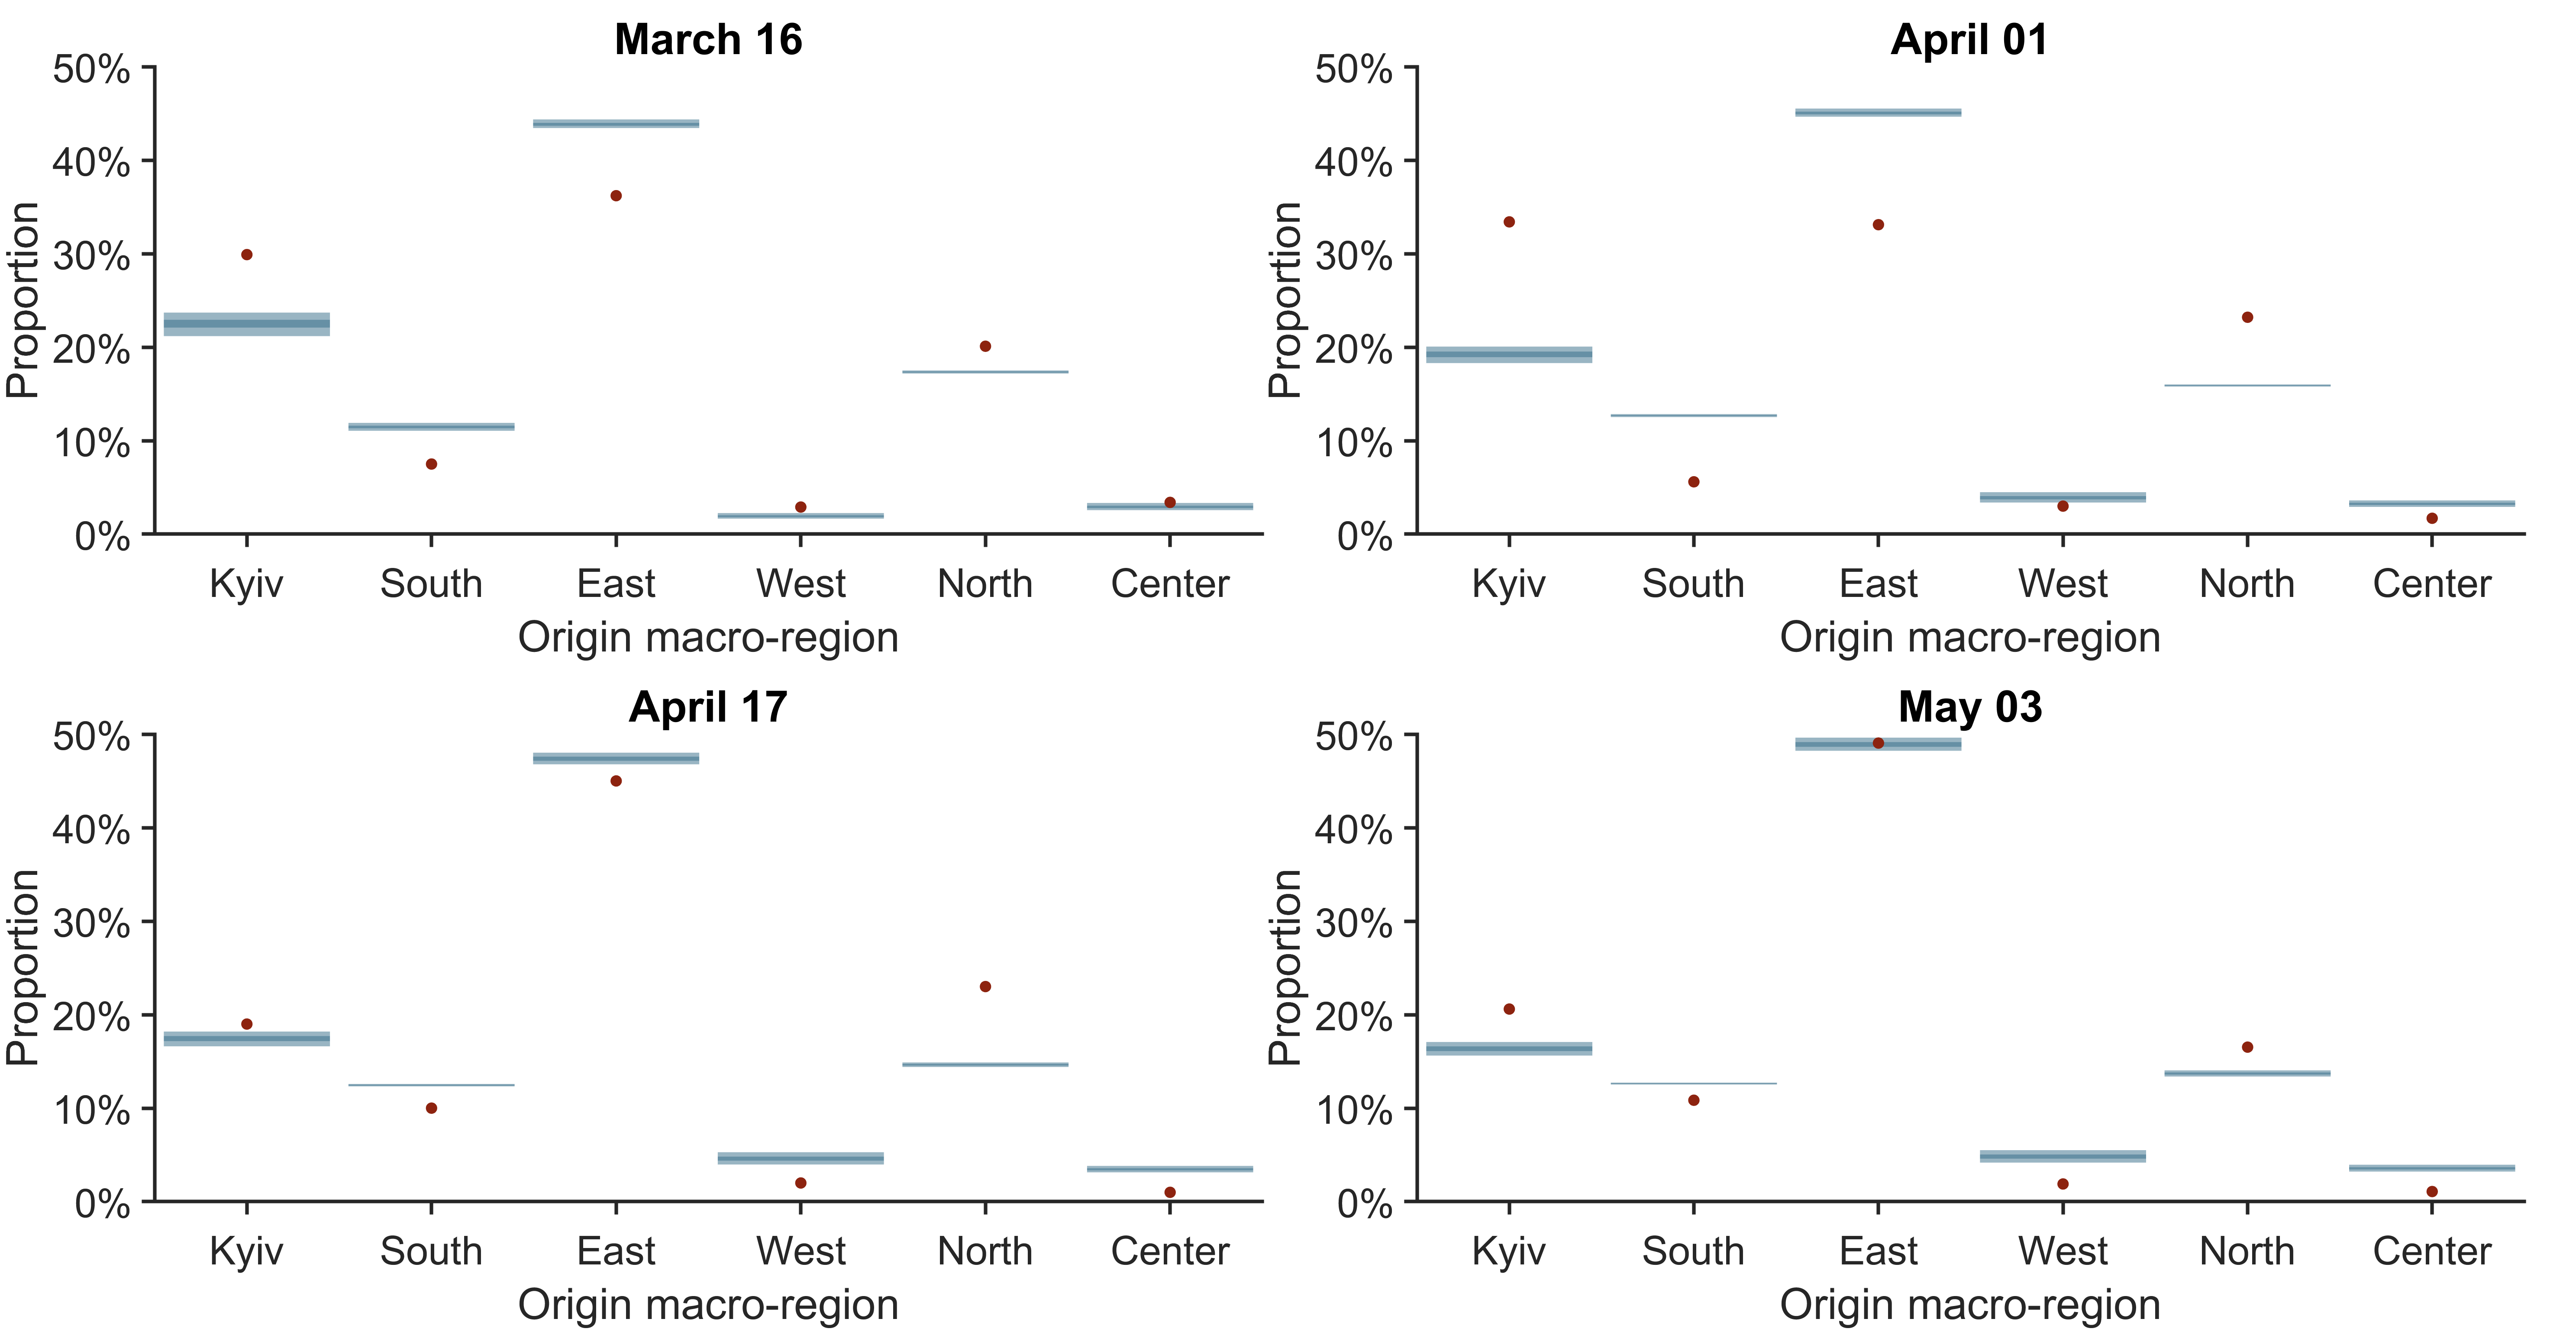 March 16
50%
40%
30%
20%
10%
0%
Proportion
Kyiv South East West North Center
Origin macro-region
April 01
50%
40%
30%
20%
10%
0%
Proportion
Kyiv South East West North Center
Origin macro-region
April 17
50%
40%
30%
20%
10%
0%
Proportion
Kyiv South East West North Center
Origin macro-region
May 03
50%
40%
30%
20%
10%
0%
Proportion
Kyiv South East West North Center
Origin macro-region